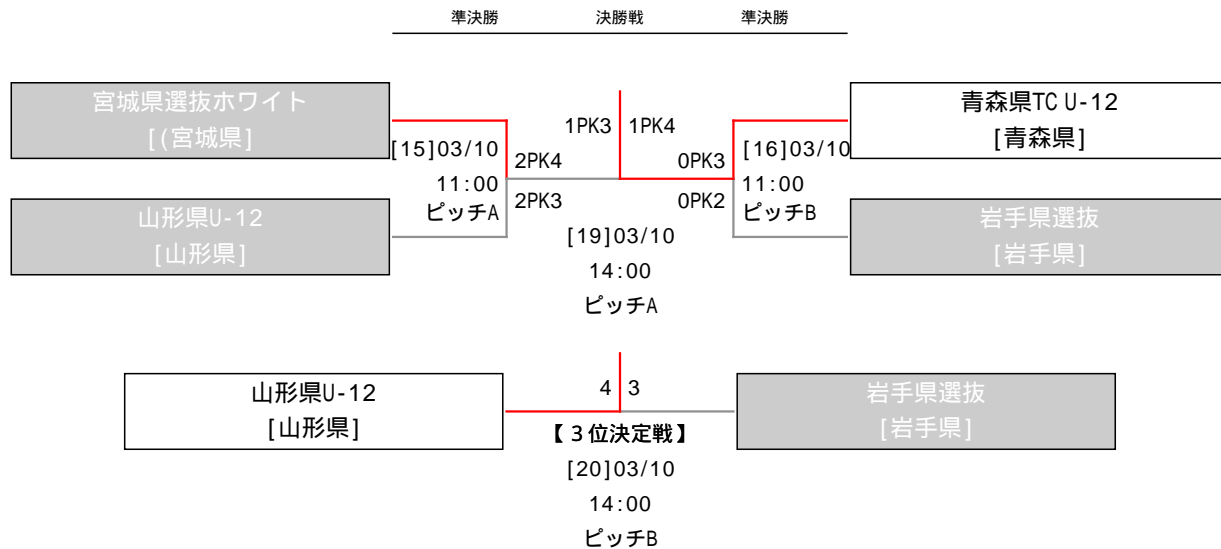 準決勝 決勝戦 準決勝
宮城県選抜ホワイト
[(宮城県]
青森県TC U-12
[青森県]
1PK3 1PK4
[15]03/10
11:00
ピッチA
2PK4
2PK3
0PK3
0PK2
[16]03/10
11:00
ピッチB
山形県U-12
[山形県]
岩手県選抜
[岩手県]
[19]03/10
14:00
ピッチA
山形県U-12
[山形県]
4 3
岩手県選抜
[岩手県]
【３位決定戦】
[20]03/10
14:00
ピッチB